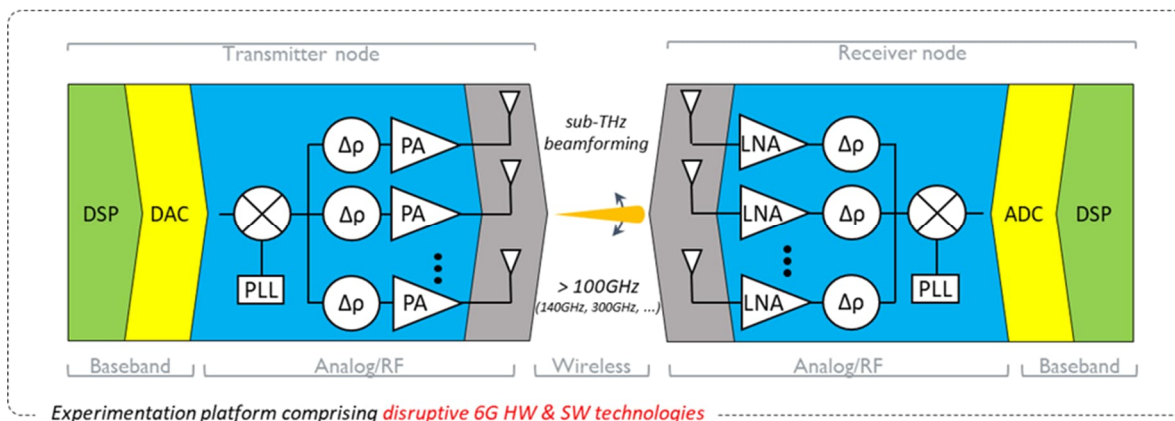 Transmitter node
Receiver node
DSP
DAC
PLL
Δρ
PA
Δρ
PA
Δρ
PA
sub-THz
beamforming
> 100GHz
(140GHz, 300GHz, ...)
LNA
Δρ
LNA
Δρ
LNA
Δρ
PLL
ADC
DSP
Baseband
Analog/RF
Wireless
Analog/RF
Baseband
Experimentation platform comprising disruptive 6G HW & SW technologies